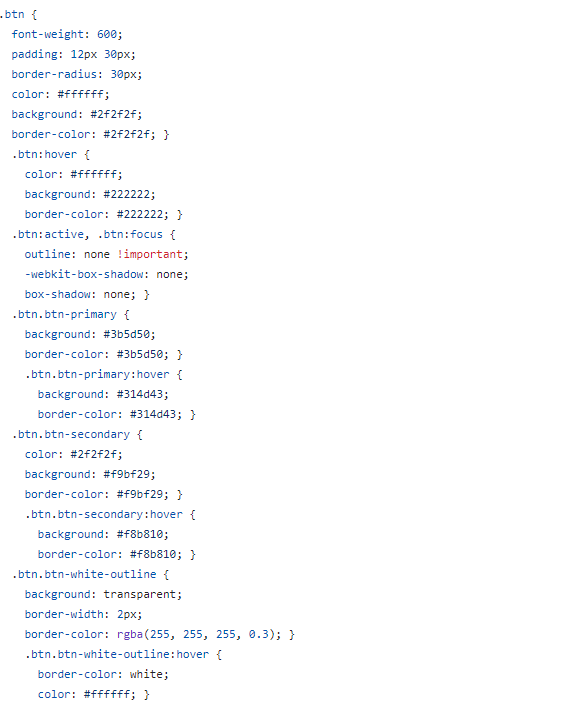 .btn {
  font-weight: 600;
  padding: 12px 30px;
  border-radius: 30px;
  color: #ffffff;
  background: #2f2f2f;
  border-color: #2f2f2f; }
  .btn:hover {
    color: #ffffff;
    background: #222222;
    border-color: #222222; }
  .btn:active, .btn:focus {
    outline: none !important;
    -webkit-box-shadow: none;
    box-shadow: none; }
  .btn.btn-primary {
    background: #3b5d50;
    border-color: #3b5d50; }
    .btn.btn-primary:hover {
      background: #314d43;
      border-color: #314d43; }
  .btn.btn-secondary {
    color: #2f2f2f;
    background: #f9bf29;
    border-color: #f9bf29; }
    .btn.btn-secondary:hover {
      background: #f8b810;
      border-color: #f8b810; }
  .btn.btn-white-outline {
    background: transparent;
    border-width: 2px;
    border-color: rgba(255, 255, 255, 0.3); }
    .btn.btn-white-outline:hover {
      border-color: white;
      color: #ffffff; }